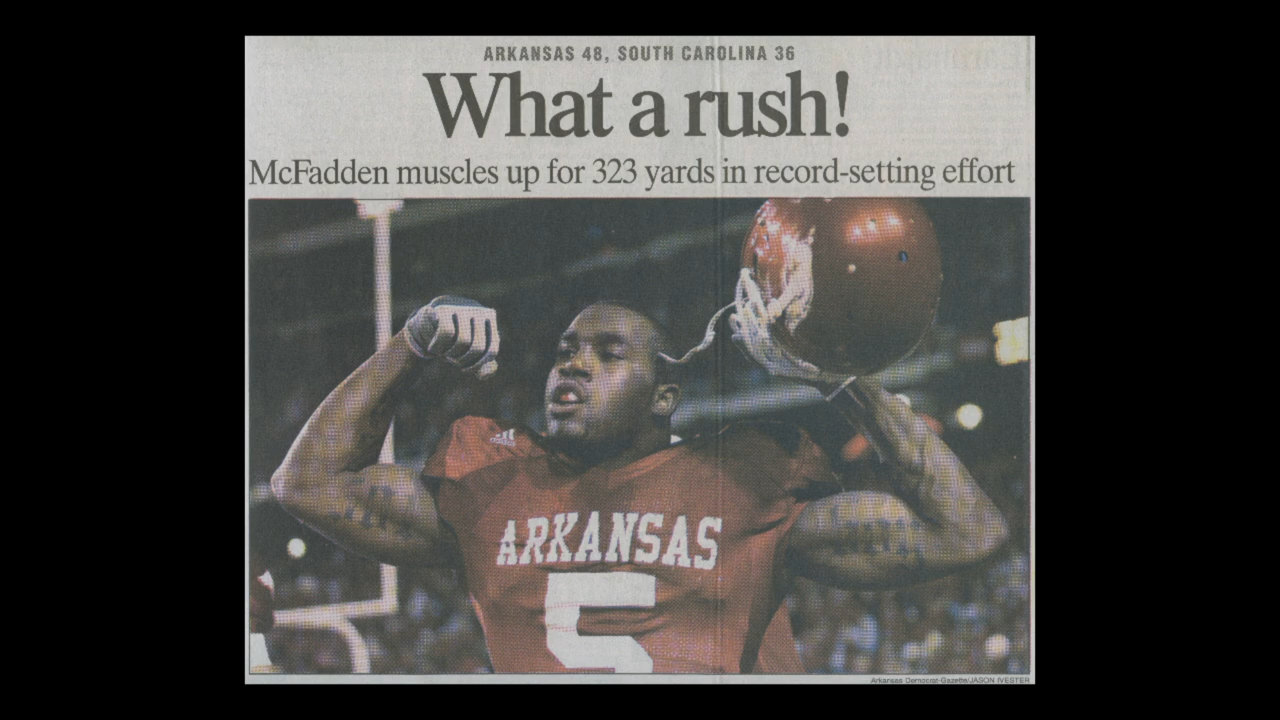 ARKANSAS 48, SOUTH CAROLINA 36
What a rush!
McFadden muscles up for 323 yards in record-setting effort
ARKANSAS
5
Arkansas Democrat-Gazette/JASON IVESTER